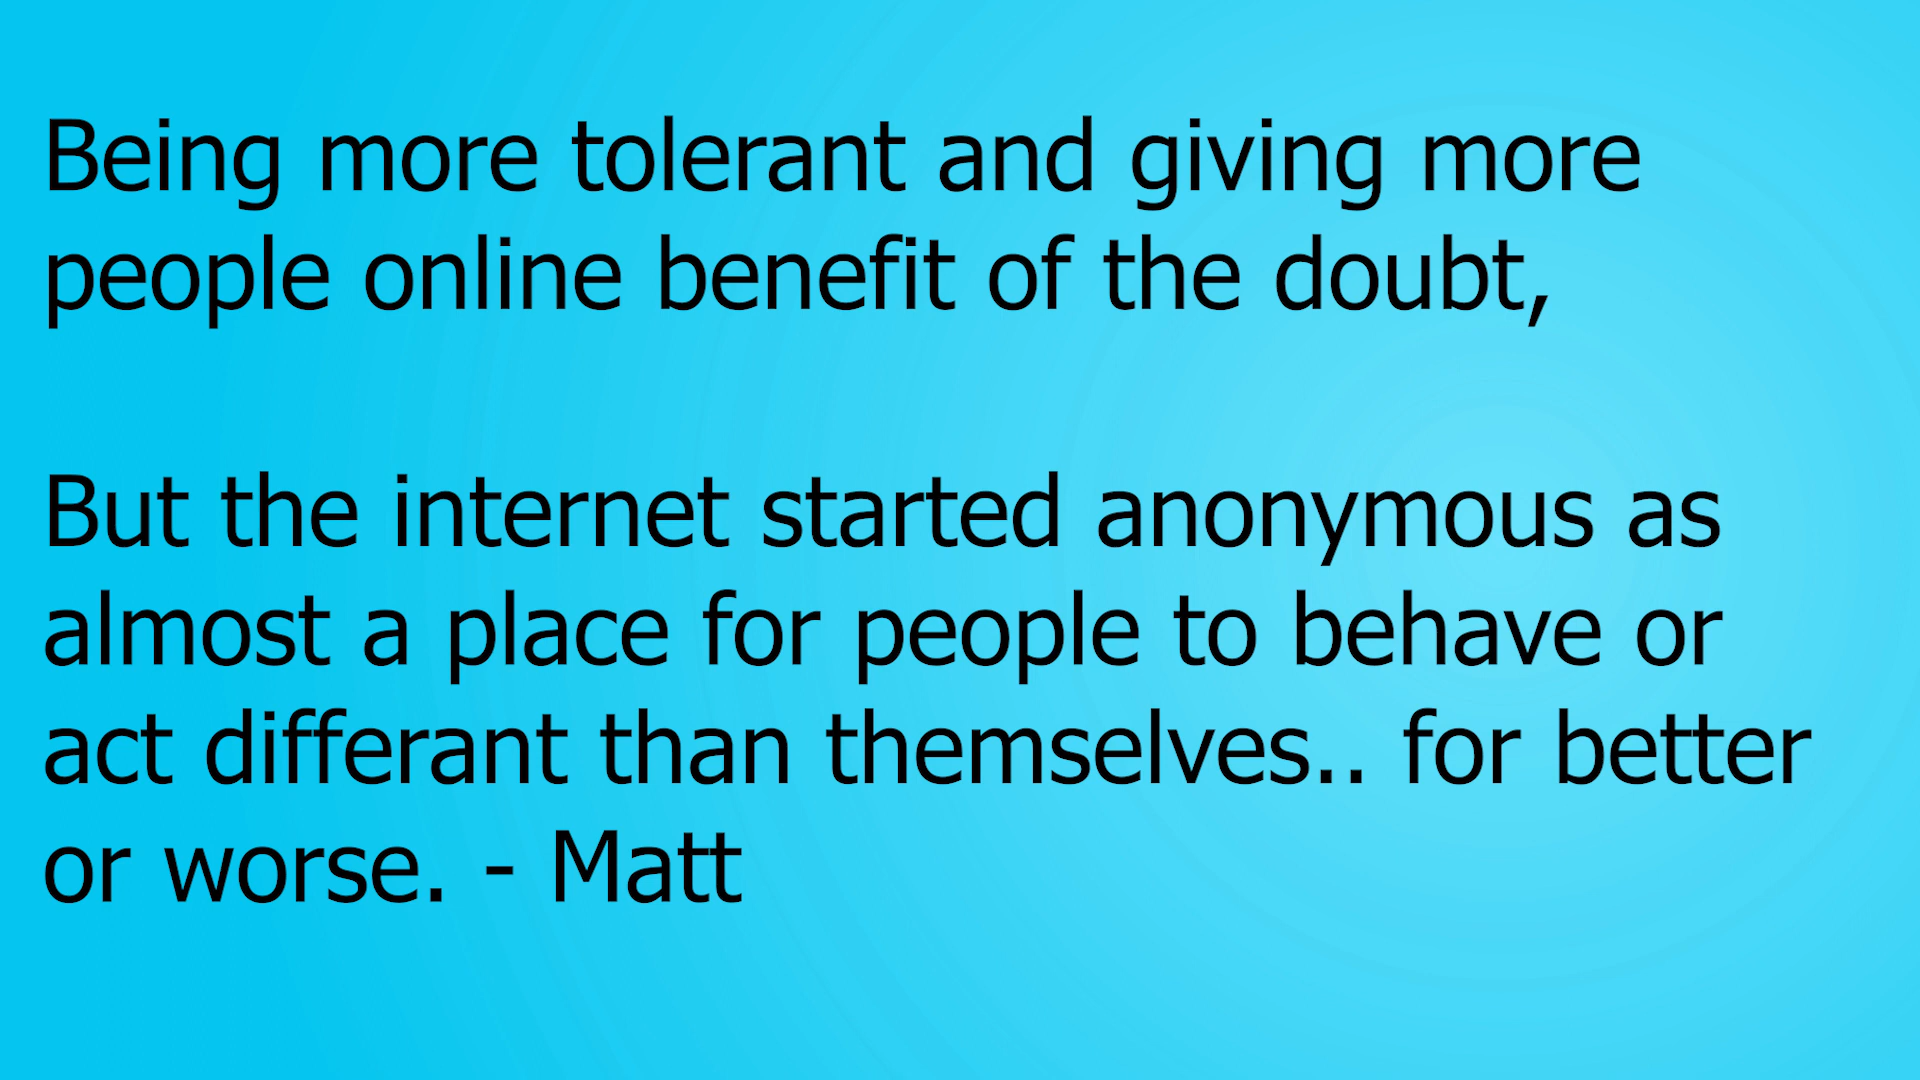 Being more tolerant and giving more
people online benefit of the doubt,
But the internet started anonymous as
almost a place for people to behave or
act differant than themselves.. for better
or worse. - Matt